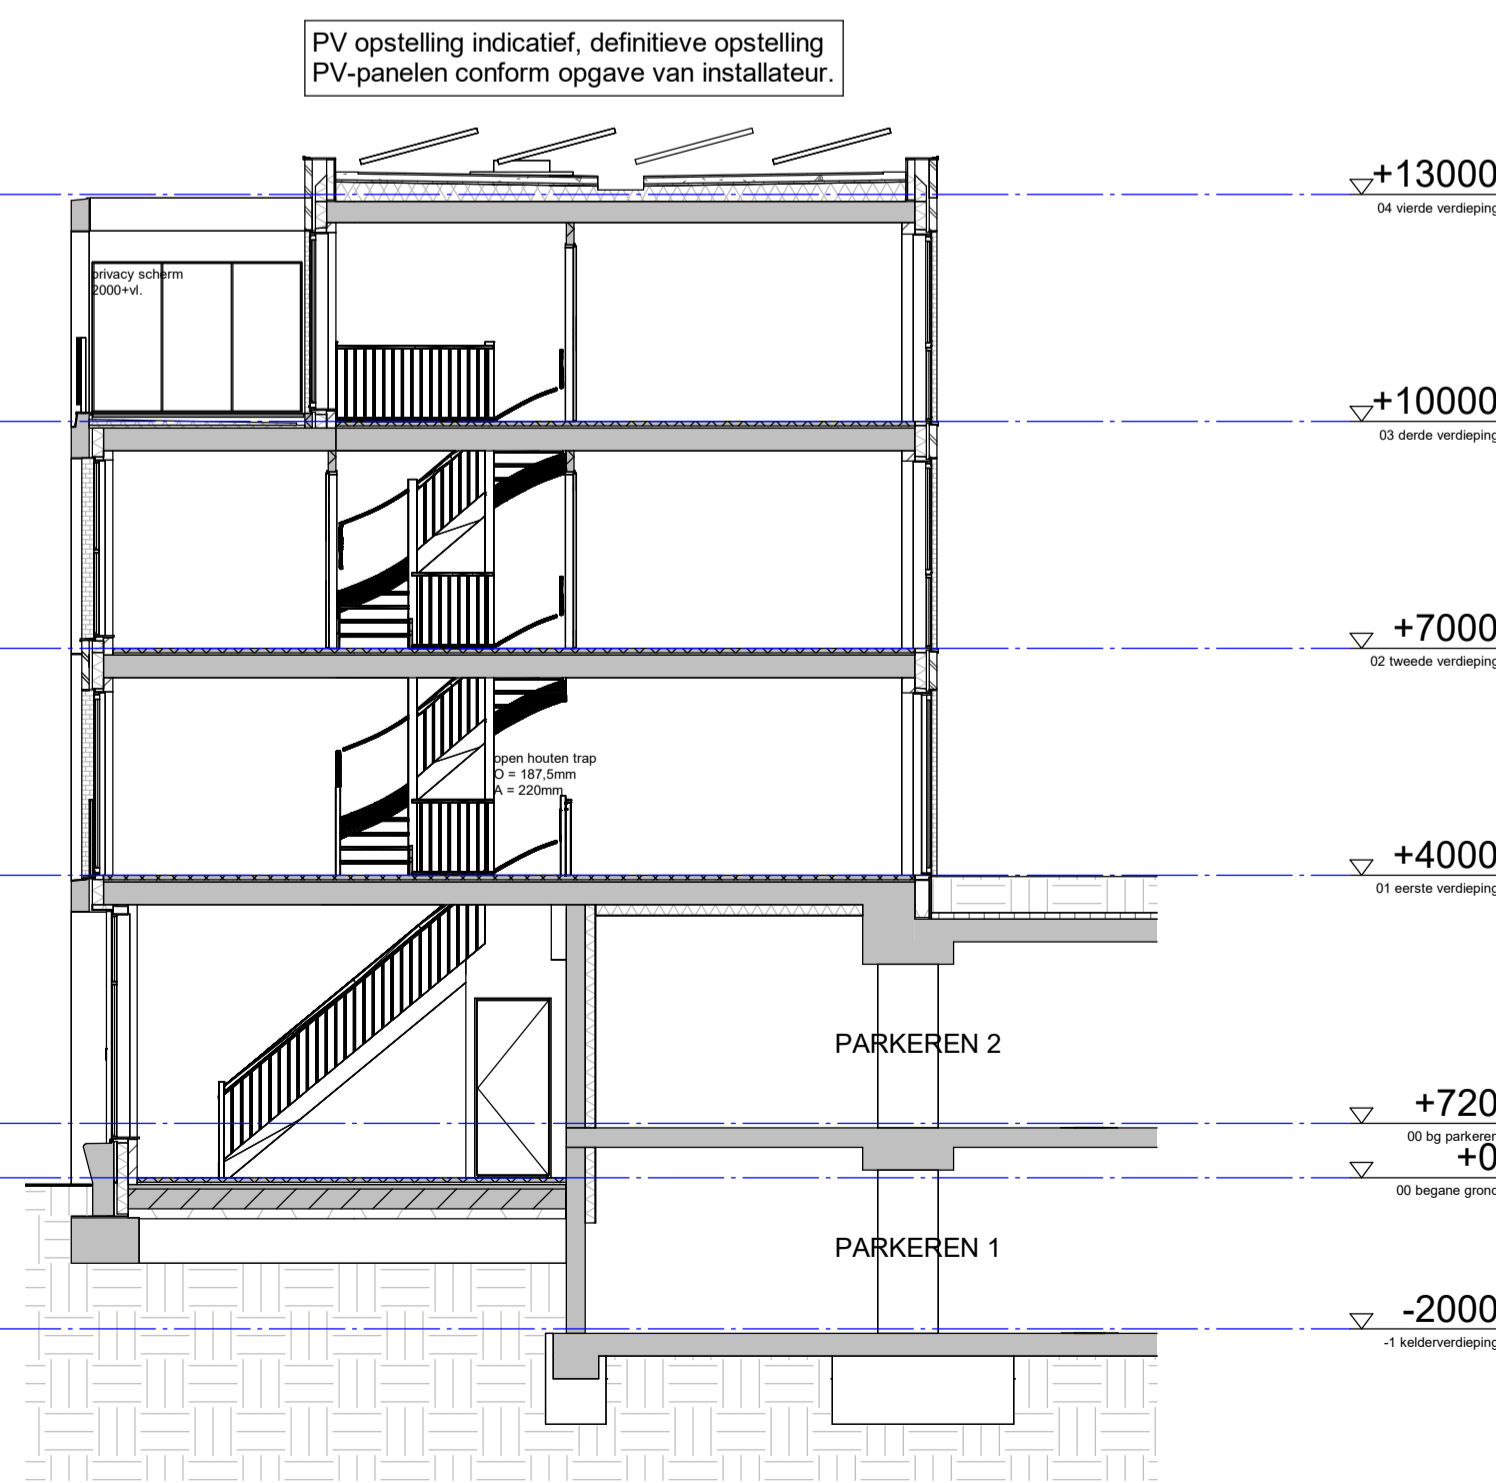 PV opstelling indicatief, definitieve opstelling
PV-panelen conform opgave van installateur.
+13000
04 vierde verdieping
privacy scherm
2000+vl.
+10000
03 derde verdieping
+7000
02 tweede verdieping
open houten trap
O = 187,5mm
A = 220mm
+4000
01 eerste verdieping
PARKEREN 2
+720
00 bg parkeren
+0
00 begane grond
PARKEREN 1
-2000
-1 kelderverdieping